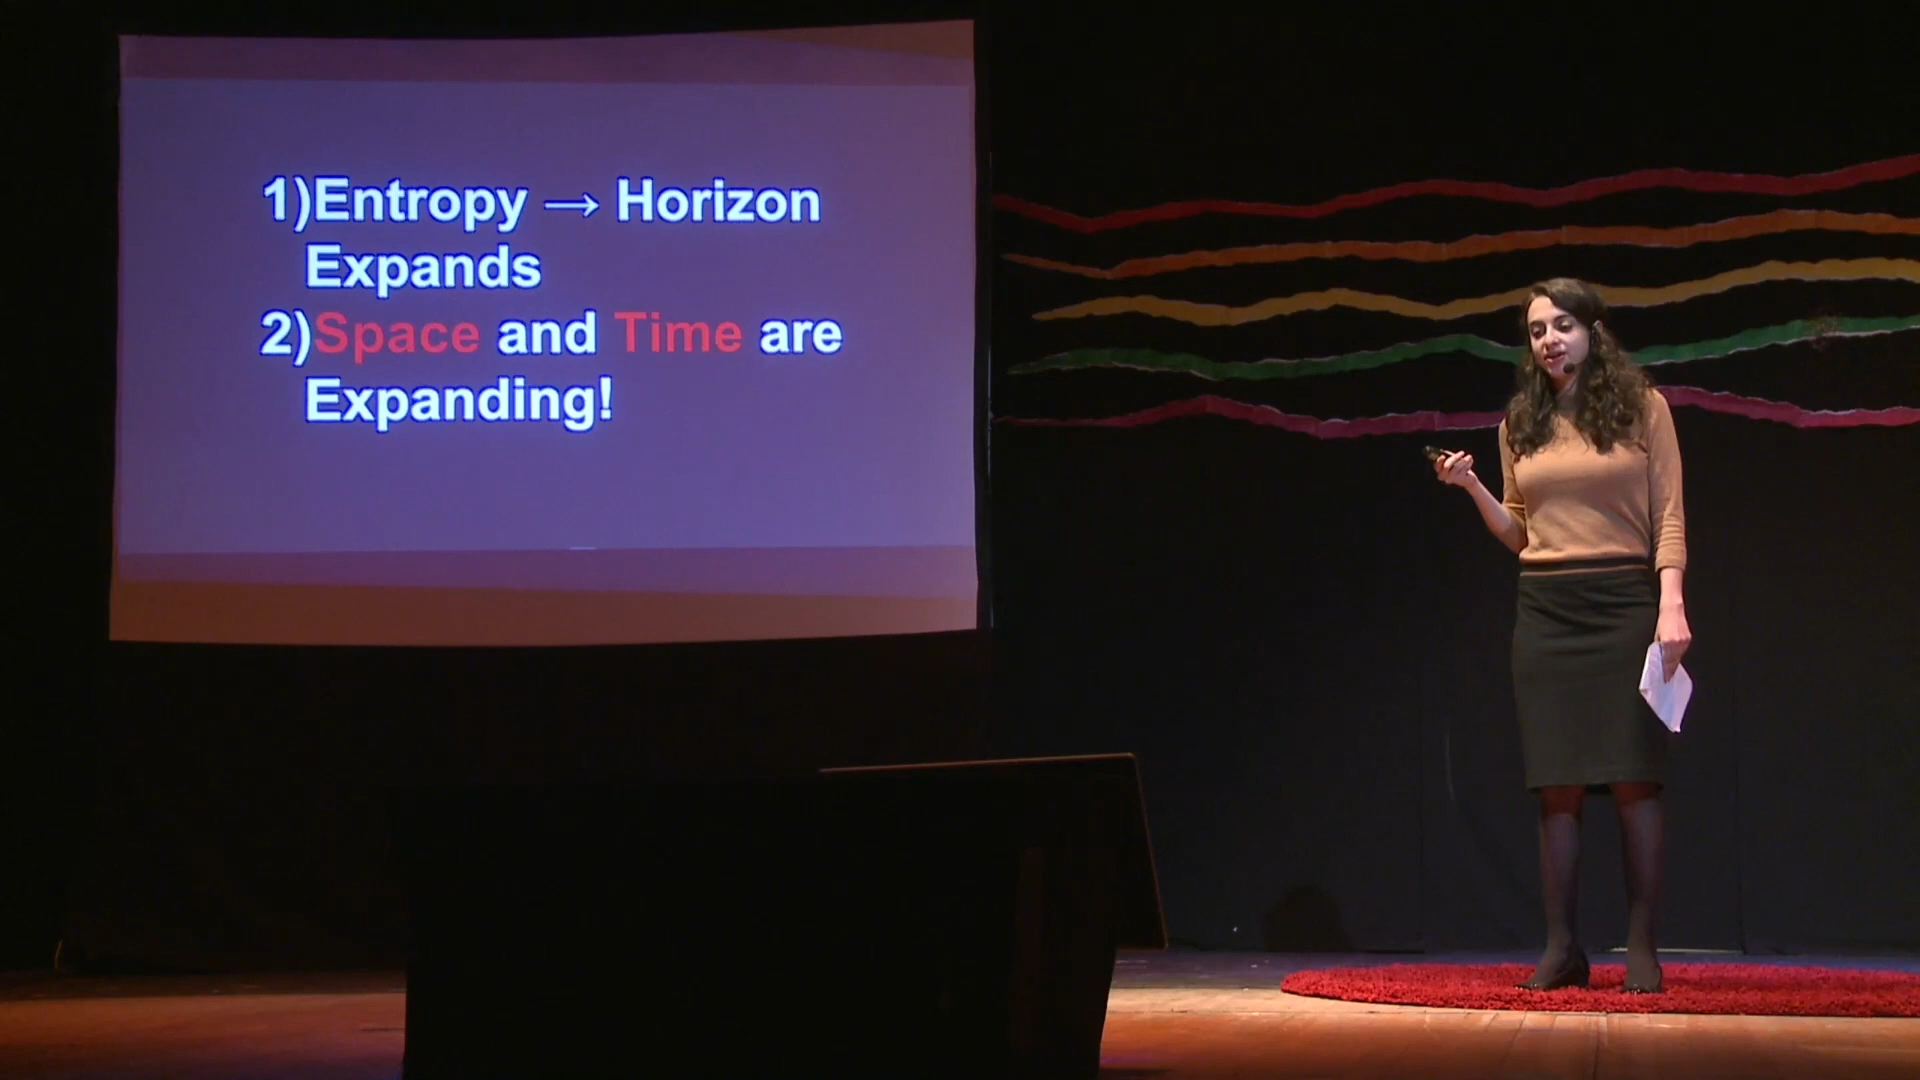 1)Entropy → Horizon
Expands
2)Space and Time are
Expanding!